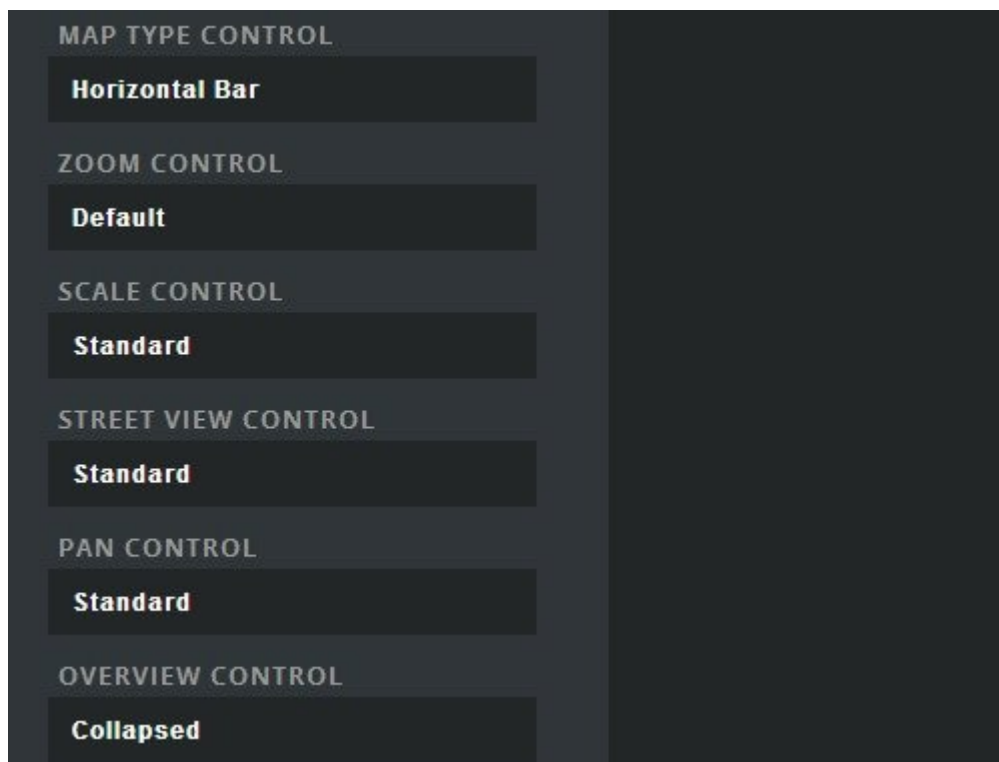 MAP TYPE CONTROL
Horizontal Bar
ZOOM CONTROL
Default
SCALE CONTROL
Standard
STREET VIEW CONTROL
Standard
PAN CONTROL
Standard
OVERVIEW CONTROL
Collapsed